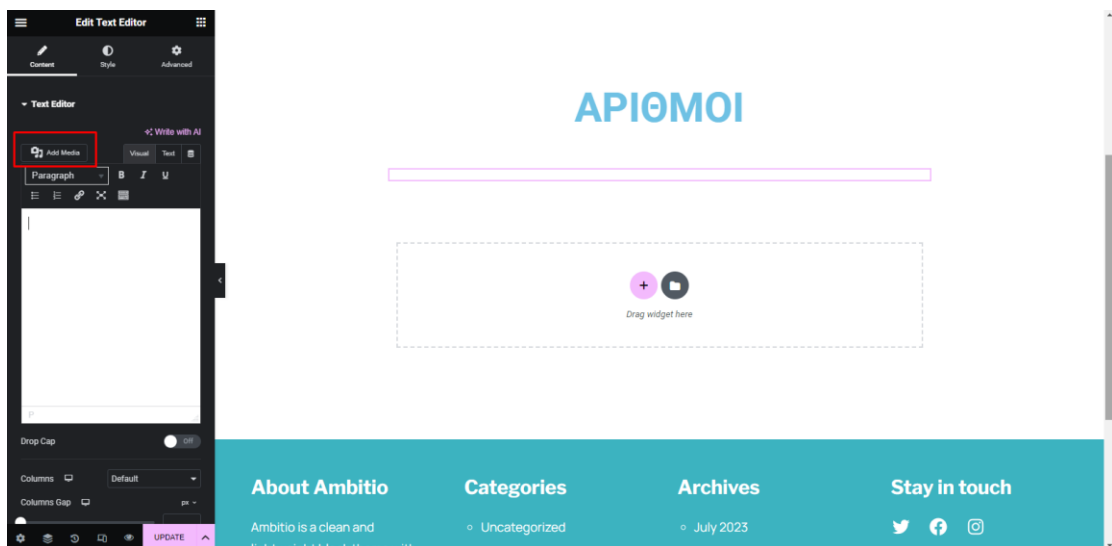 Edit Text Editor
Content Style Advanced
Text Editor
Write with AI
Add Media Visual Text
Paragraph B I U
P
Drop Cap Off
Columns Default
Columns Gap px
UPDATE
ΑΡΙΘΜΟΙ
+
Drag widget here
About Ambitio Categories Archives Stay in touch
Ambitio is a clean and Uncategorized July 2023